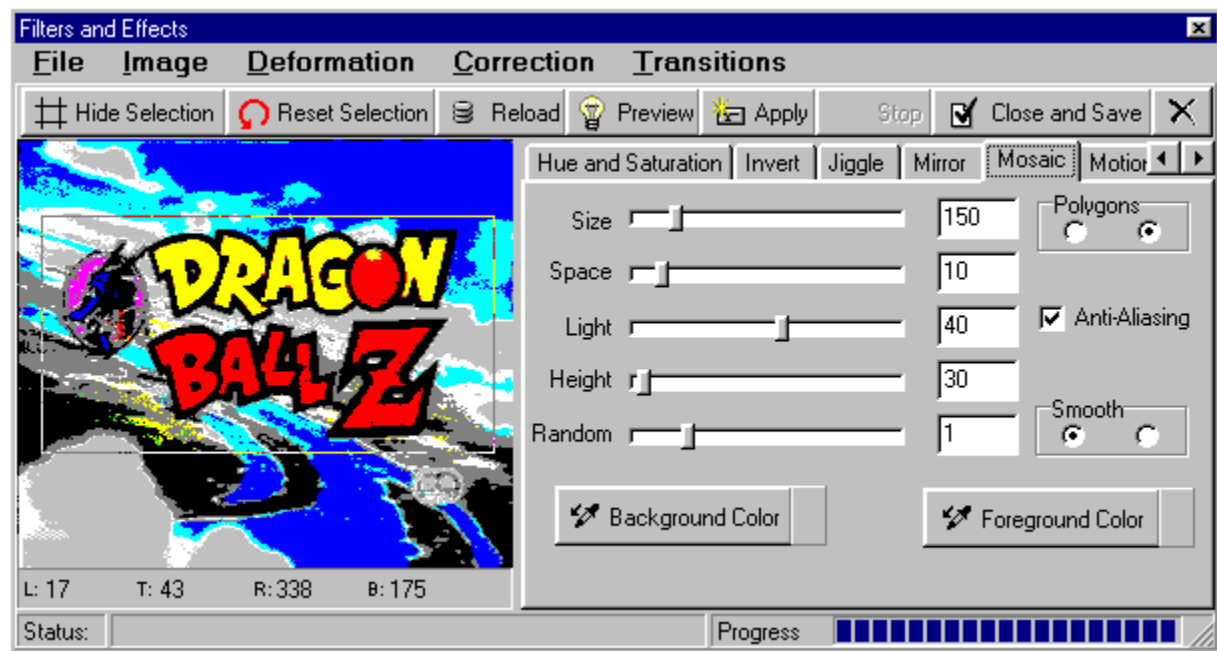 Filters and Effects
File Image Deformation Correction Transitions
Hide Selection Reset Selection Reload Preview Apply Stop Close and Save
Hue and Saturation Invert Jiggle Mirror Mosaic Motion
DRAGON
BALL Z
Size 150 Polygons
Space 10
Light 40 Anti-Aliasing
Height 30
Random 1 Smooth
Background Color Foreground Color
L: 17 T: 43 R: 338 B: 175
Status: Progress